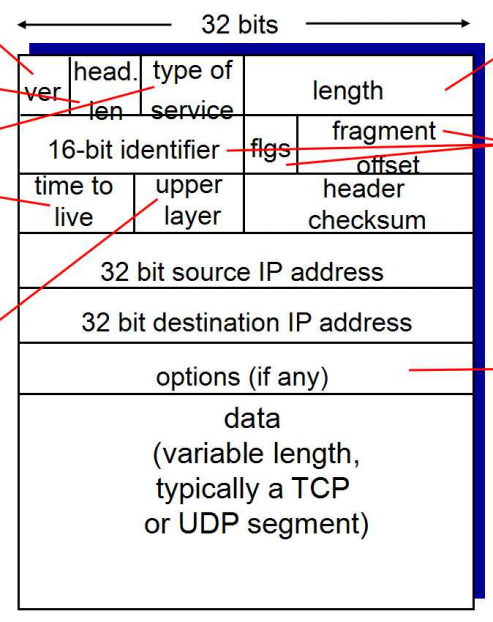 32 bits
ver
head.
len
type of
service
length
16-bit identifier
flgs
fragment
offset
time to
live
upper
layer
header
checksum
32 bit source IP address
32 bit destination IP address
options (if any)
data
(variable length,
typically a TCP
or UDP segment)